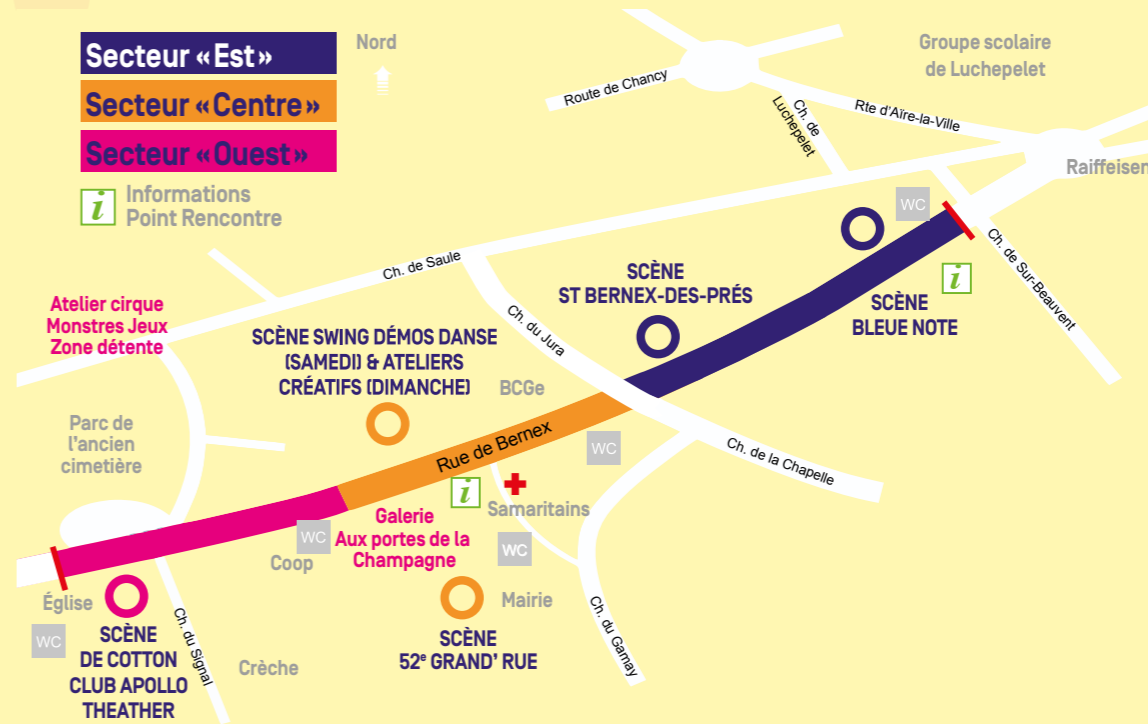 Secteur «Est»
Secteur «Centre»
Secteur «Ouest»
i
Informations
Point Rencontre
Nord
Groupe scolaire
de Luchepelet
Route de Chancy
Ch. de
Luchepelet
Rte d'Aïre-la-Ville
Raiffeisen
WC
Ch. de Sur-Beauvent
i
SCÈNE
BLEUE NOTE
SCÈNE
ST BERNEX-DES-PRÉS
Ch. de Saule
Ch. du Jura
Atelier cirque
Monstres Jeux
Zone détente
SCÈNE SWING DÉMOS DANSE
(SAMEDI) & ATELIERS
CRÉATIFS (DIMANCHE)
BCGe
Parc de
l'ancien
cimetière
Rue de Bernex
WC
Ch. de la Chapelle
i
Samaritains
Galerie
Aux portes de la
Champagne
WC
WC
Coop
Mairie
Ch. du Gamay
SCÈNE
52e GRAND' RUE
Église
WC
SCÈNE
DE COTTON
CLUB APOLLO
THEATHER
Ch. du Signal
Crèche